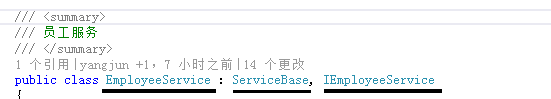 /// <summary>
/// 员工服务
/// </summary>
1 个引用|yangjun +1，7 小时之前|14 个更改
public class EmployeeService : ServiceBase, IEmployeeService
{